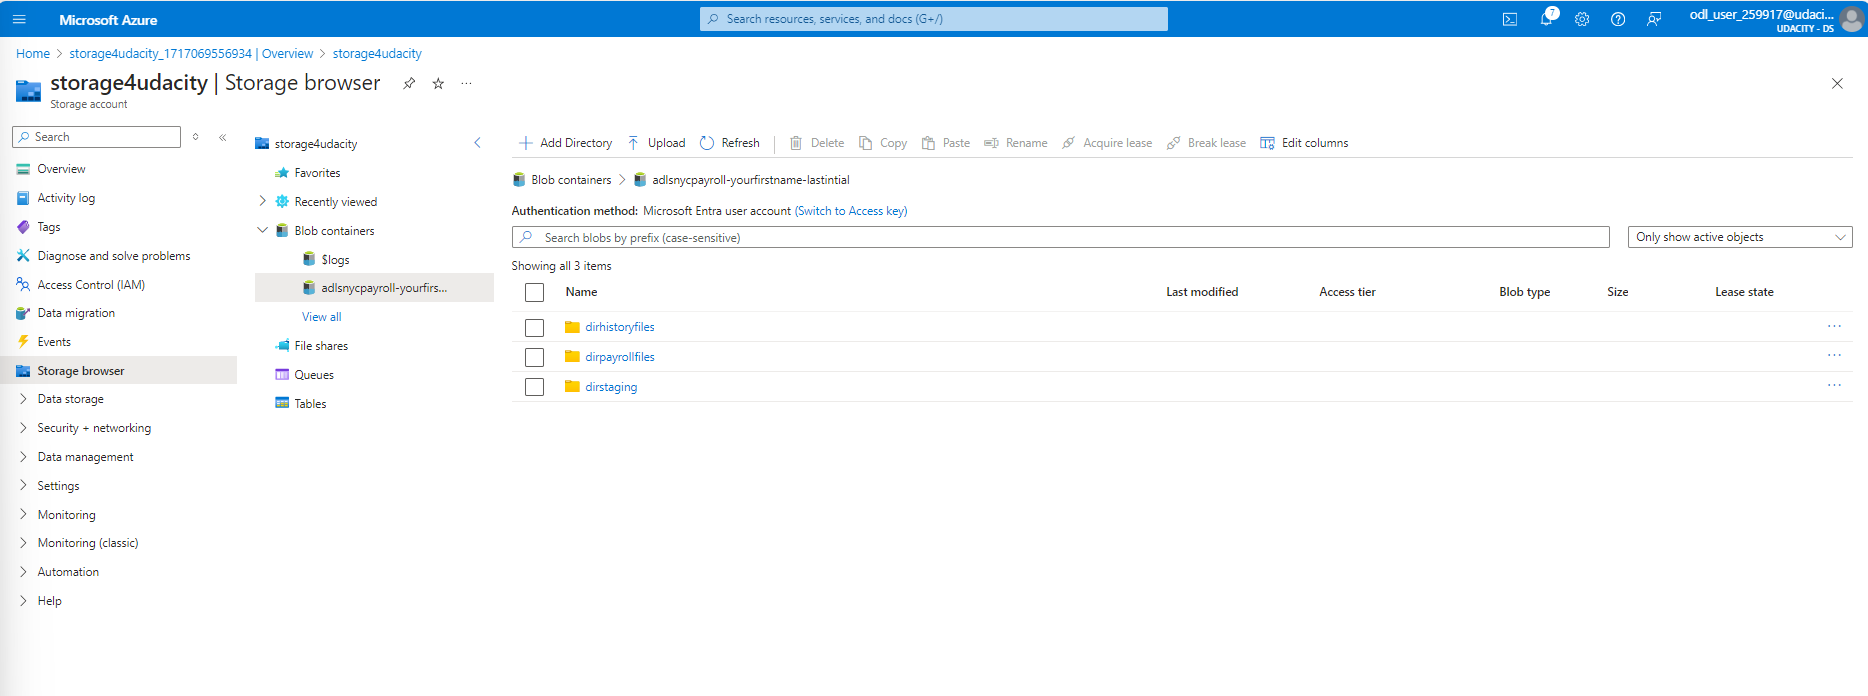 Microsoft Azure
Search resources, services, and docs (G+/)
7
odl_user_259917@udaci...
UDACITY - DS
Home > storage4udacity_1717069556934 | Overview > storage4udacity
storage4udacity | Storage browser
Storage account
Search
Overview
Activity log
Tags
Diagnose and solve problems
Access Control (IAM)
Data migration
Events
Storage browser
Data storage
Security + networking
Data management
Settings
Monitoring
Monitoring (classic)
Automation
Help
storage4udacity
Favorites
Recently viewed
Blob containers
$logs
adlsnycpayroll-yourfirs...
View all
File shares
Queues
Tables
Add Directory Upload Refresh Delete Copy Paste Rename Acquire lease Break lease Edit columns
Blob containers > adlsnycpayroll-yourfirstname-lastintial
Authentication method: Microsoft Entra user account (Switch to Access key)
Search blobs by prefix (case-sensitive)
Only show active objects
Showing all 3 items
Name Last modified Access tier Blob type Size Lease state
dirhistoryfiles
dirpayrollfiles
dirstaging